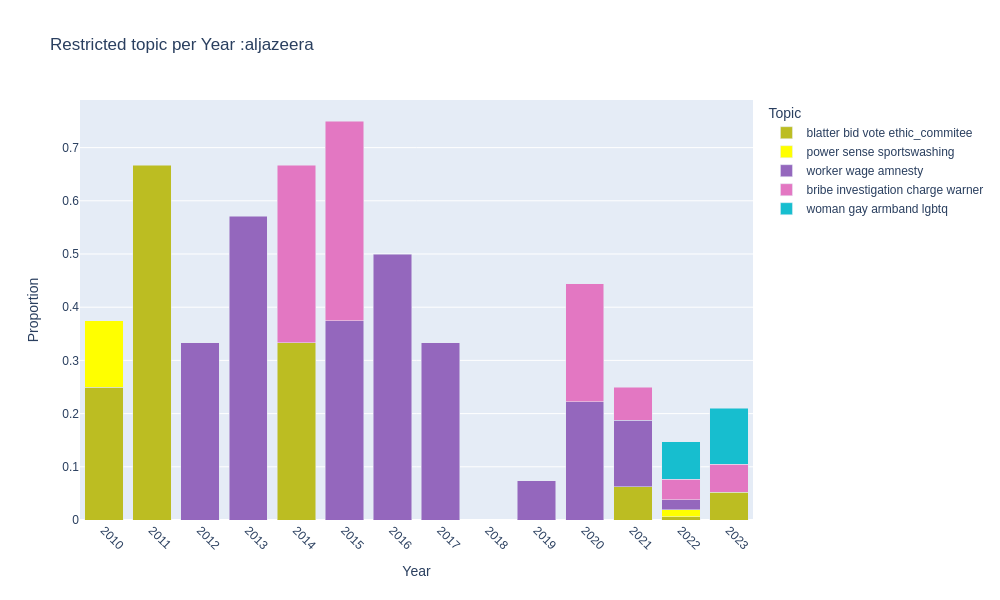 Restricted topic per Year :aljazeera
Topic
blatter bid vote ethic_commitee
power sense sportswashing
worker wage amnesty
bribe investigation charge warner
woman gay armband lgbtq
Proportion
0.7
0.6
0.5
0.4
0.3
0.2
0.1
0
2010
2011
2012
2013
2014
2015
2016
2017
2018
2019
2020
2021
2022
2023
Year